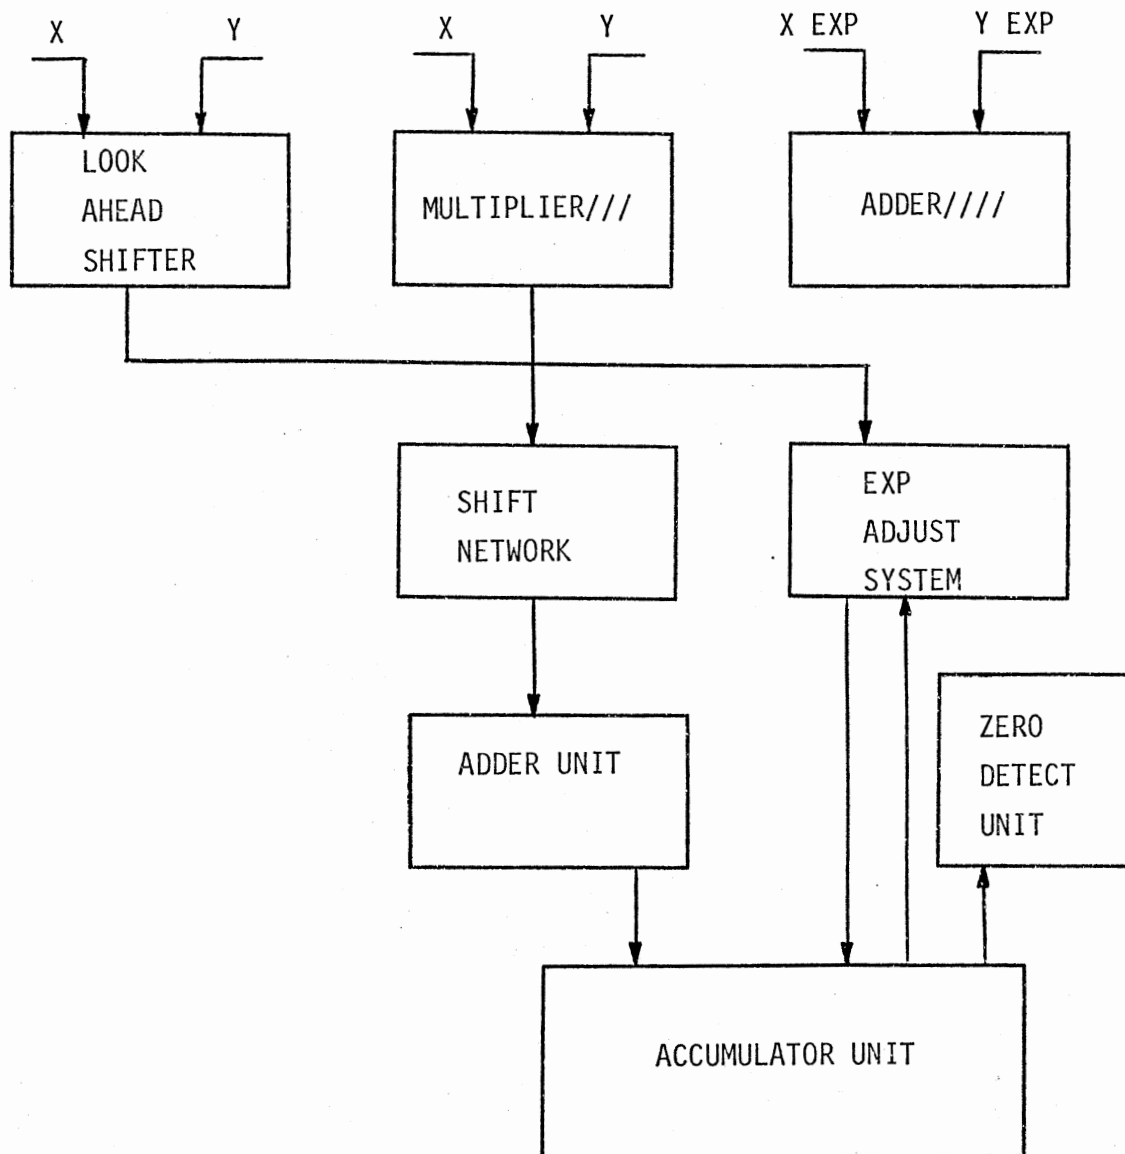 X
Y
X
Y
X EXP
Y EXP
LOOK
AHEAD
SHIFTER
MULTIPLIER///
ADDER////
SHIFT
NETWORK
EXP
ADJUST
SYSTEM
ADDER UNIT
ZERO
DETECT
UNIT
ACCUMULATOR UNIT